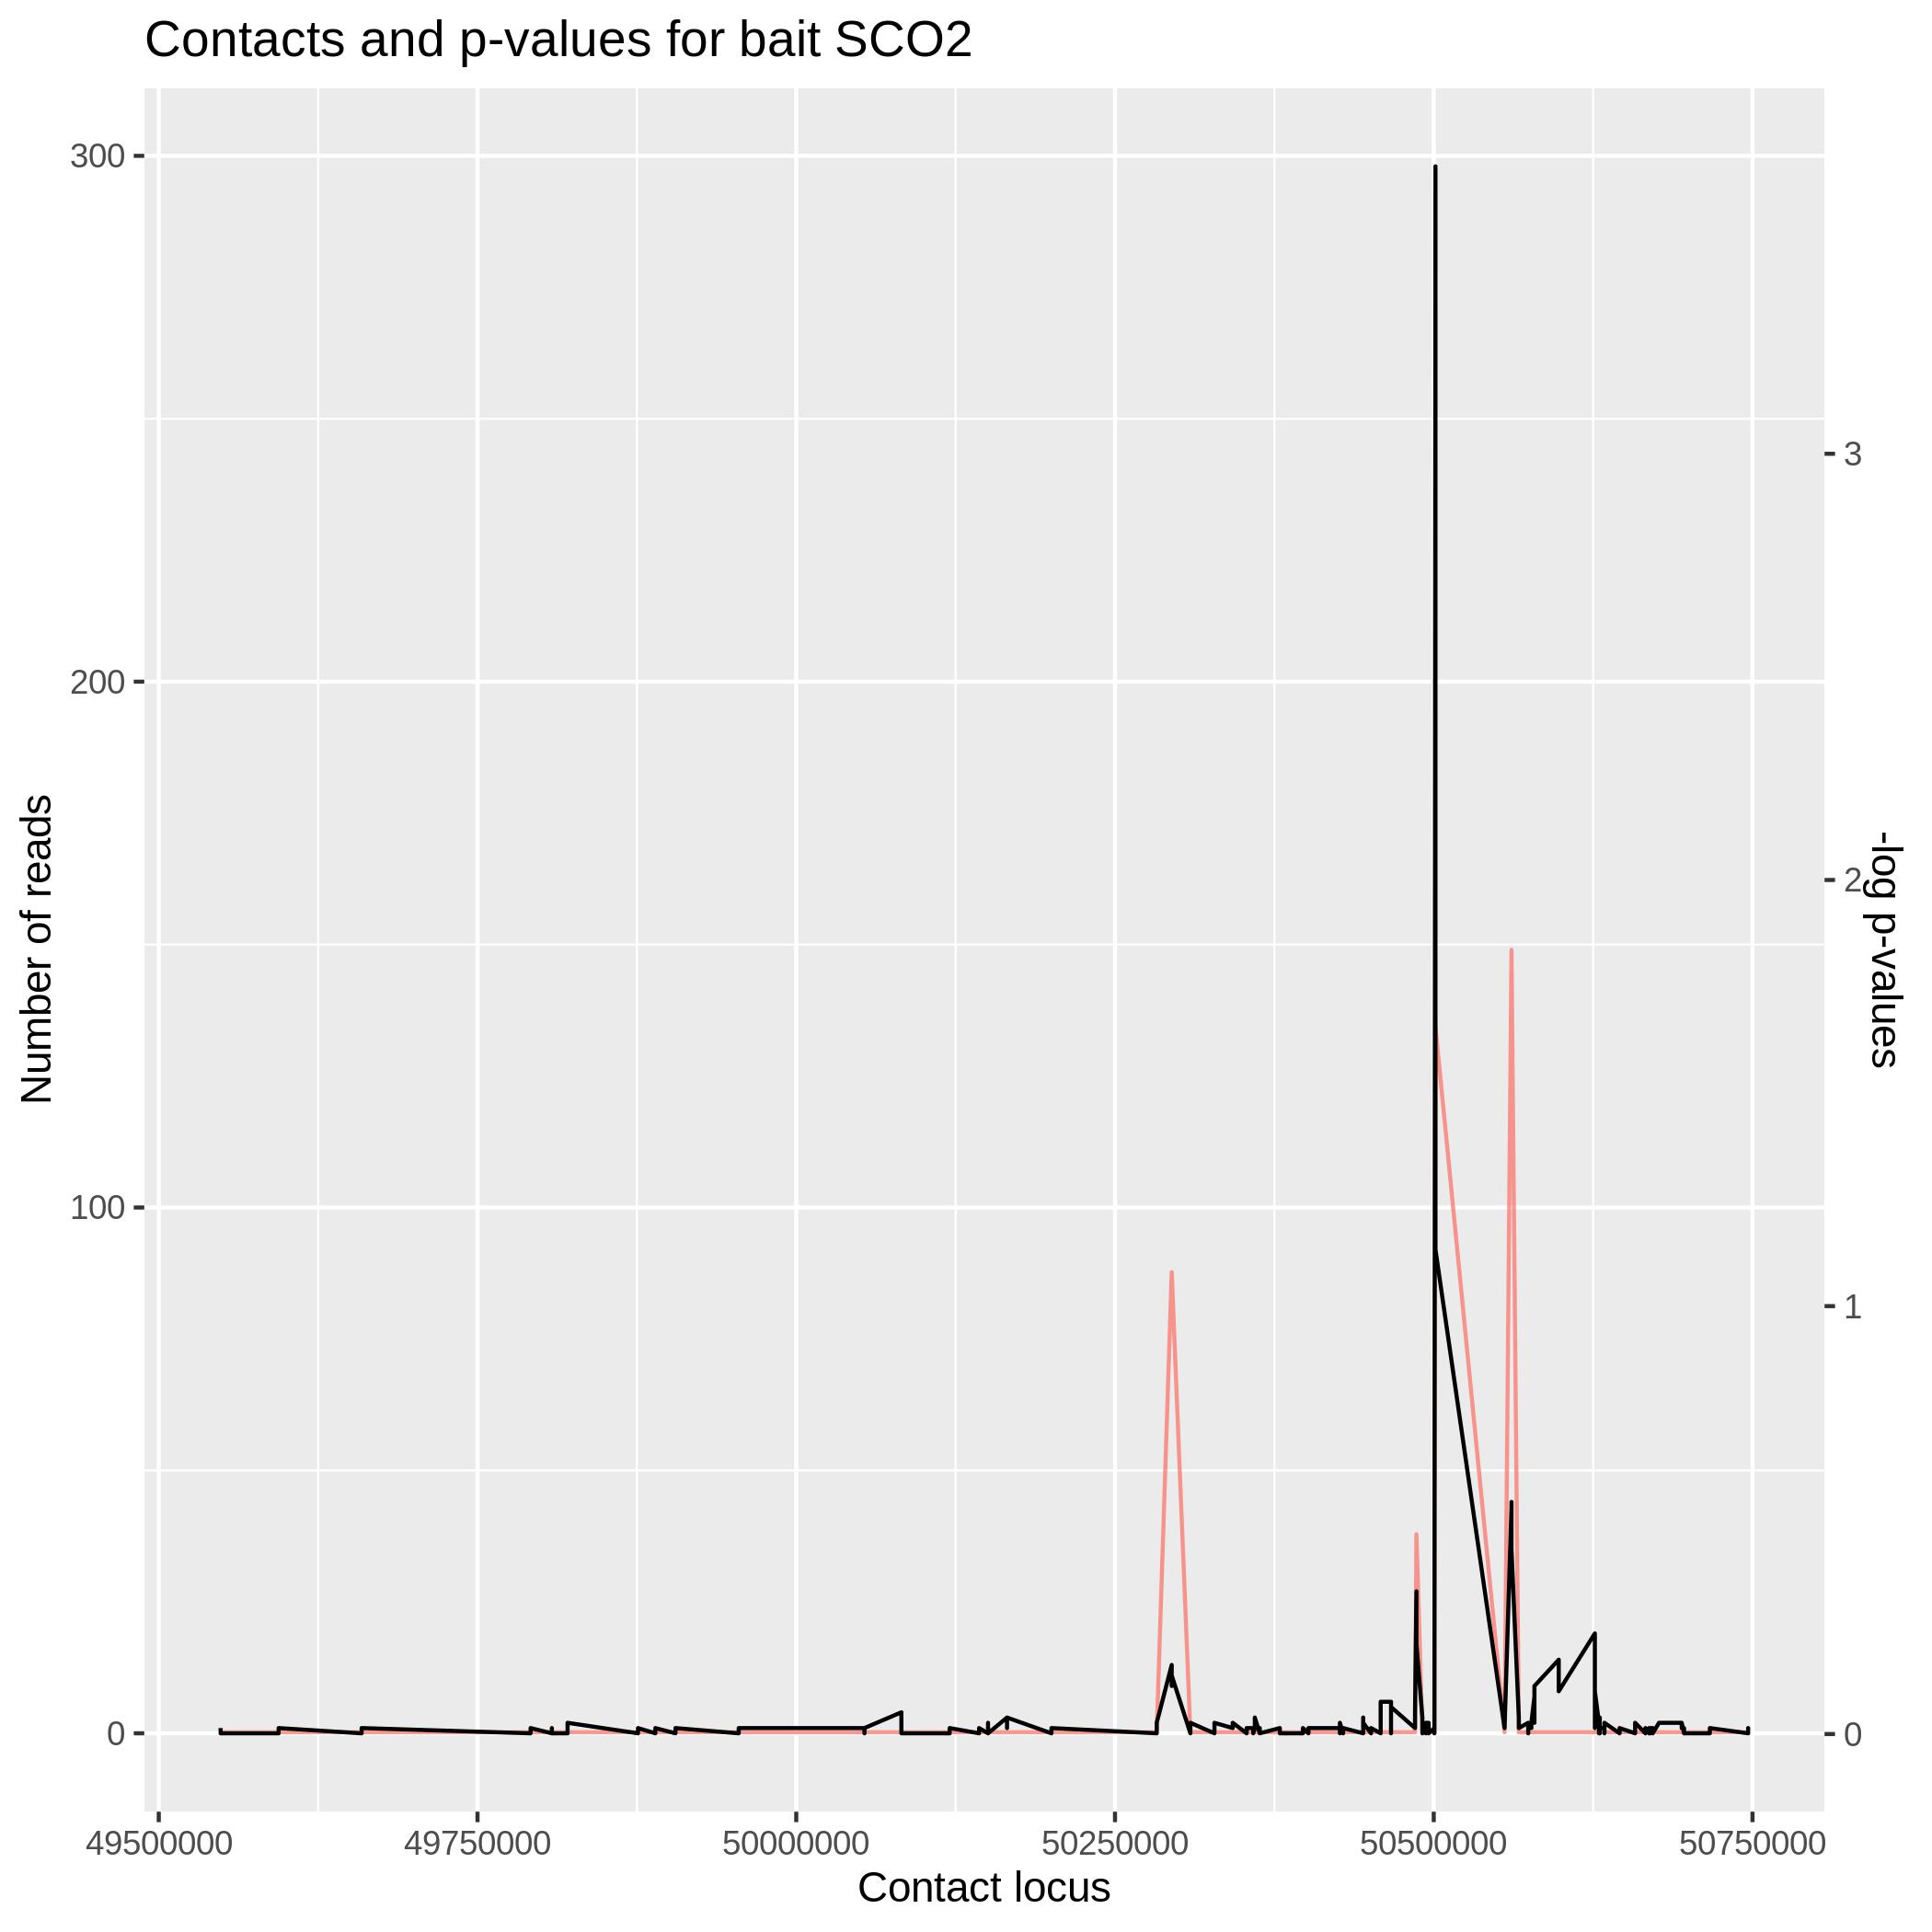 Contacts and p-values for bait SCO2
300
200
100
0
Number of reads
3
2
1
0
-log p-values
49500000 49750000 50000000 50250000 50500000 50750000
Contact locus